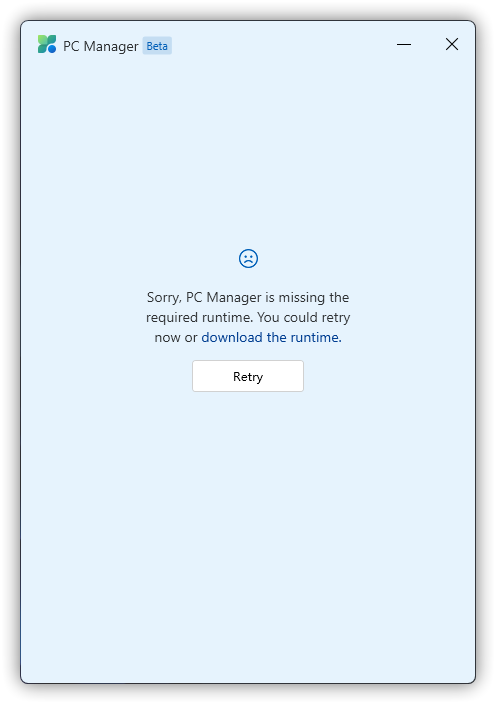 PC Manager Beta
Sorry, PC Manager is missing the
required runtime. You could retry
now or download the runtime.
Retry